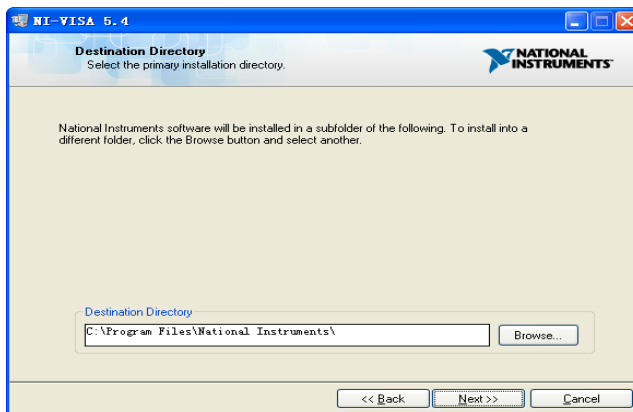 NI-VISA 5.4
Destination Directory
Select the primary installation directory.
NATIONAL
INSTRUMENTS™
National Instruments software will be installed in a subfolder of the following. To install into a
different folder, click the Browse button and select another.
Destination Directory
C:\Program Files\National Instruments\
Browse...
<< Back
Next >>
Cancel